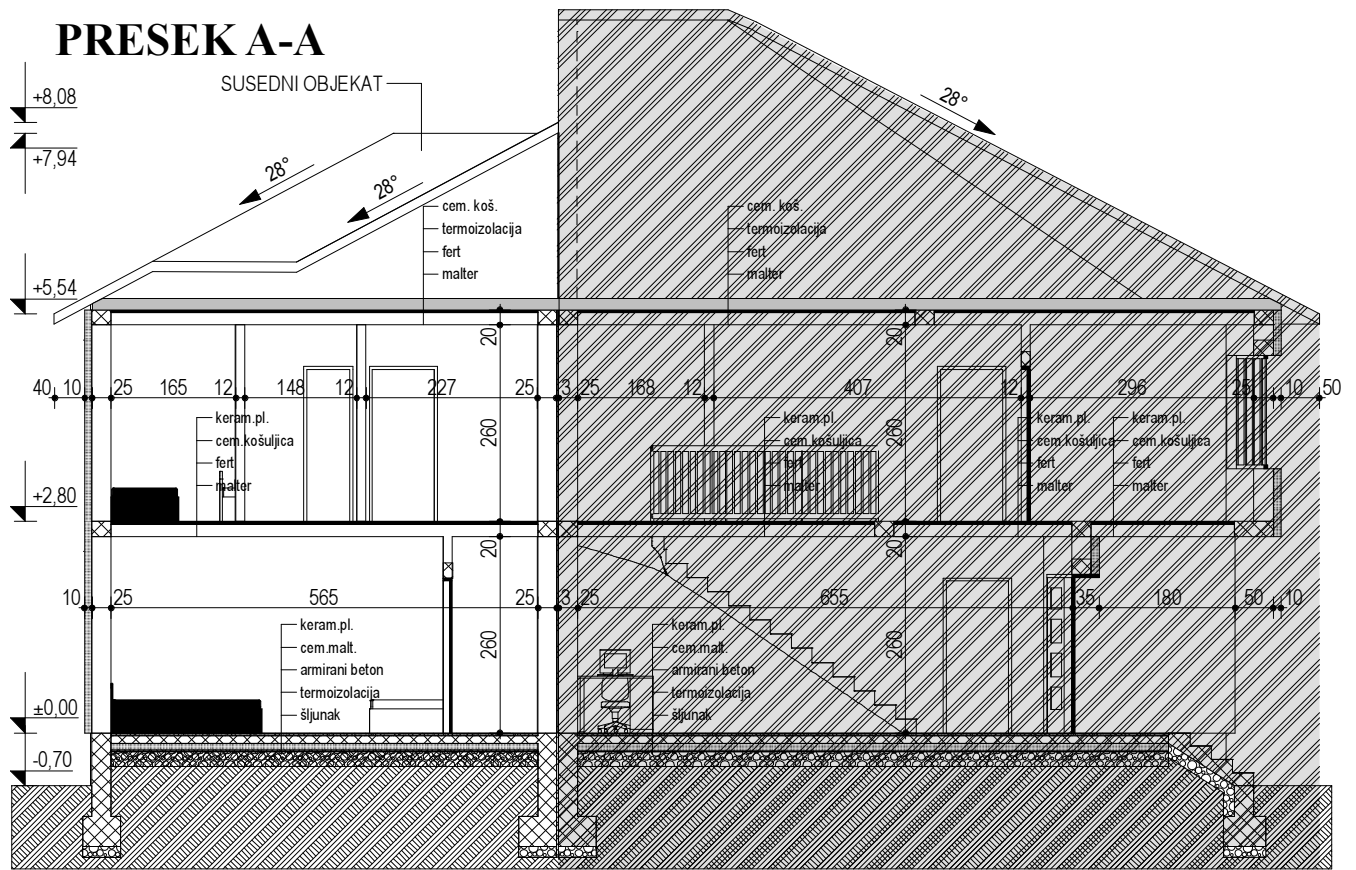 PRESEK A-A
SUSEDNI OBJEKAT
+8,08
+7,94
28°
28°
28°
cem. koš.
termoizolacija
fert
malter
cem. koš.
termoizolacija
fert
malter
+5,54
20
20
40 10 25 165 12 148 12 227 25 3 25 168 12 407 12 296 25 10 50
260
260
keram.pl.
cem.košuljica
fert
malter
keram.pl.
cem.košuljica
fert
malter
keram.pl.
cem.košuljica
fert
malter
keram.pl.
cem.košuljica
fert
malter
+2,80
20
20
10 25 565 25 3 25 655 35 180 50 10
260
260
keram.pl.
cem.malt.
armirani beton
termoizolacija
šljunak
keram.pl.
cem.malt.
armirani beton
termoizolacija
šljunak
±0,00
-0,70